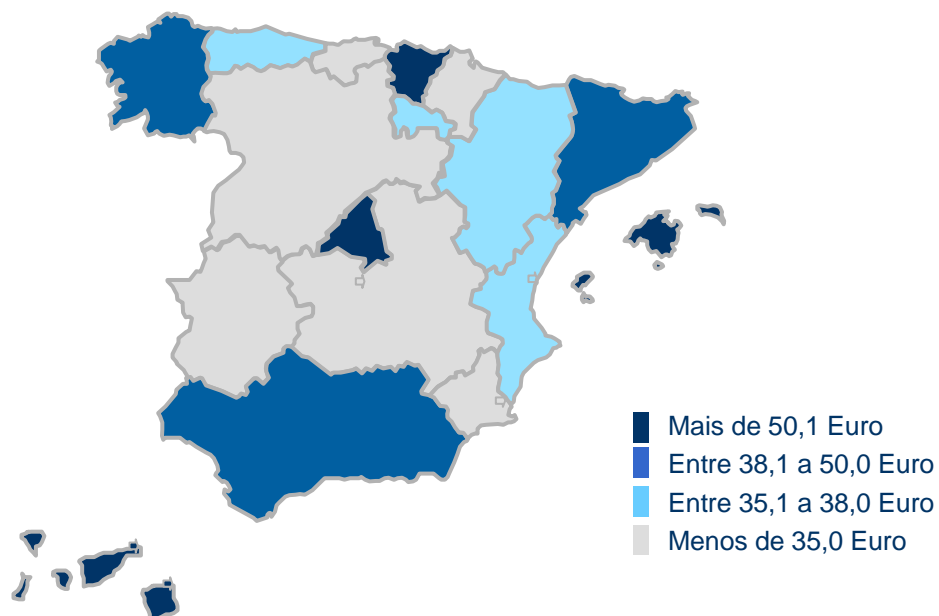 Mais de 50,1 Euro
Entre 38,1 a 50,0 Euro
Entre 35,1 a 38,0 Euro
Menos de 35,0 Euro